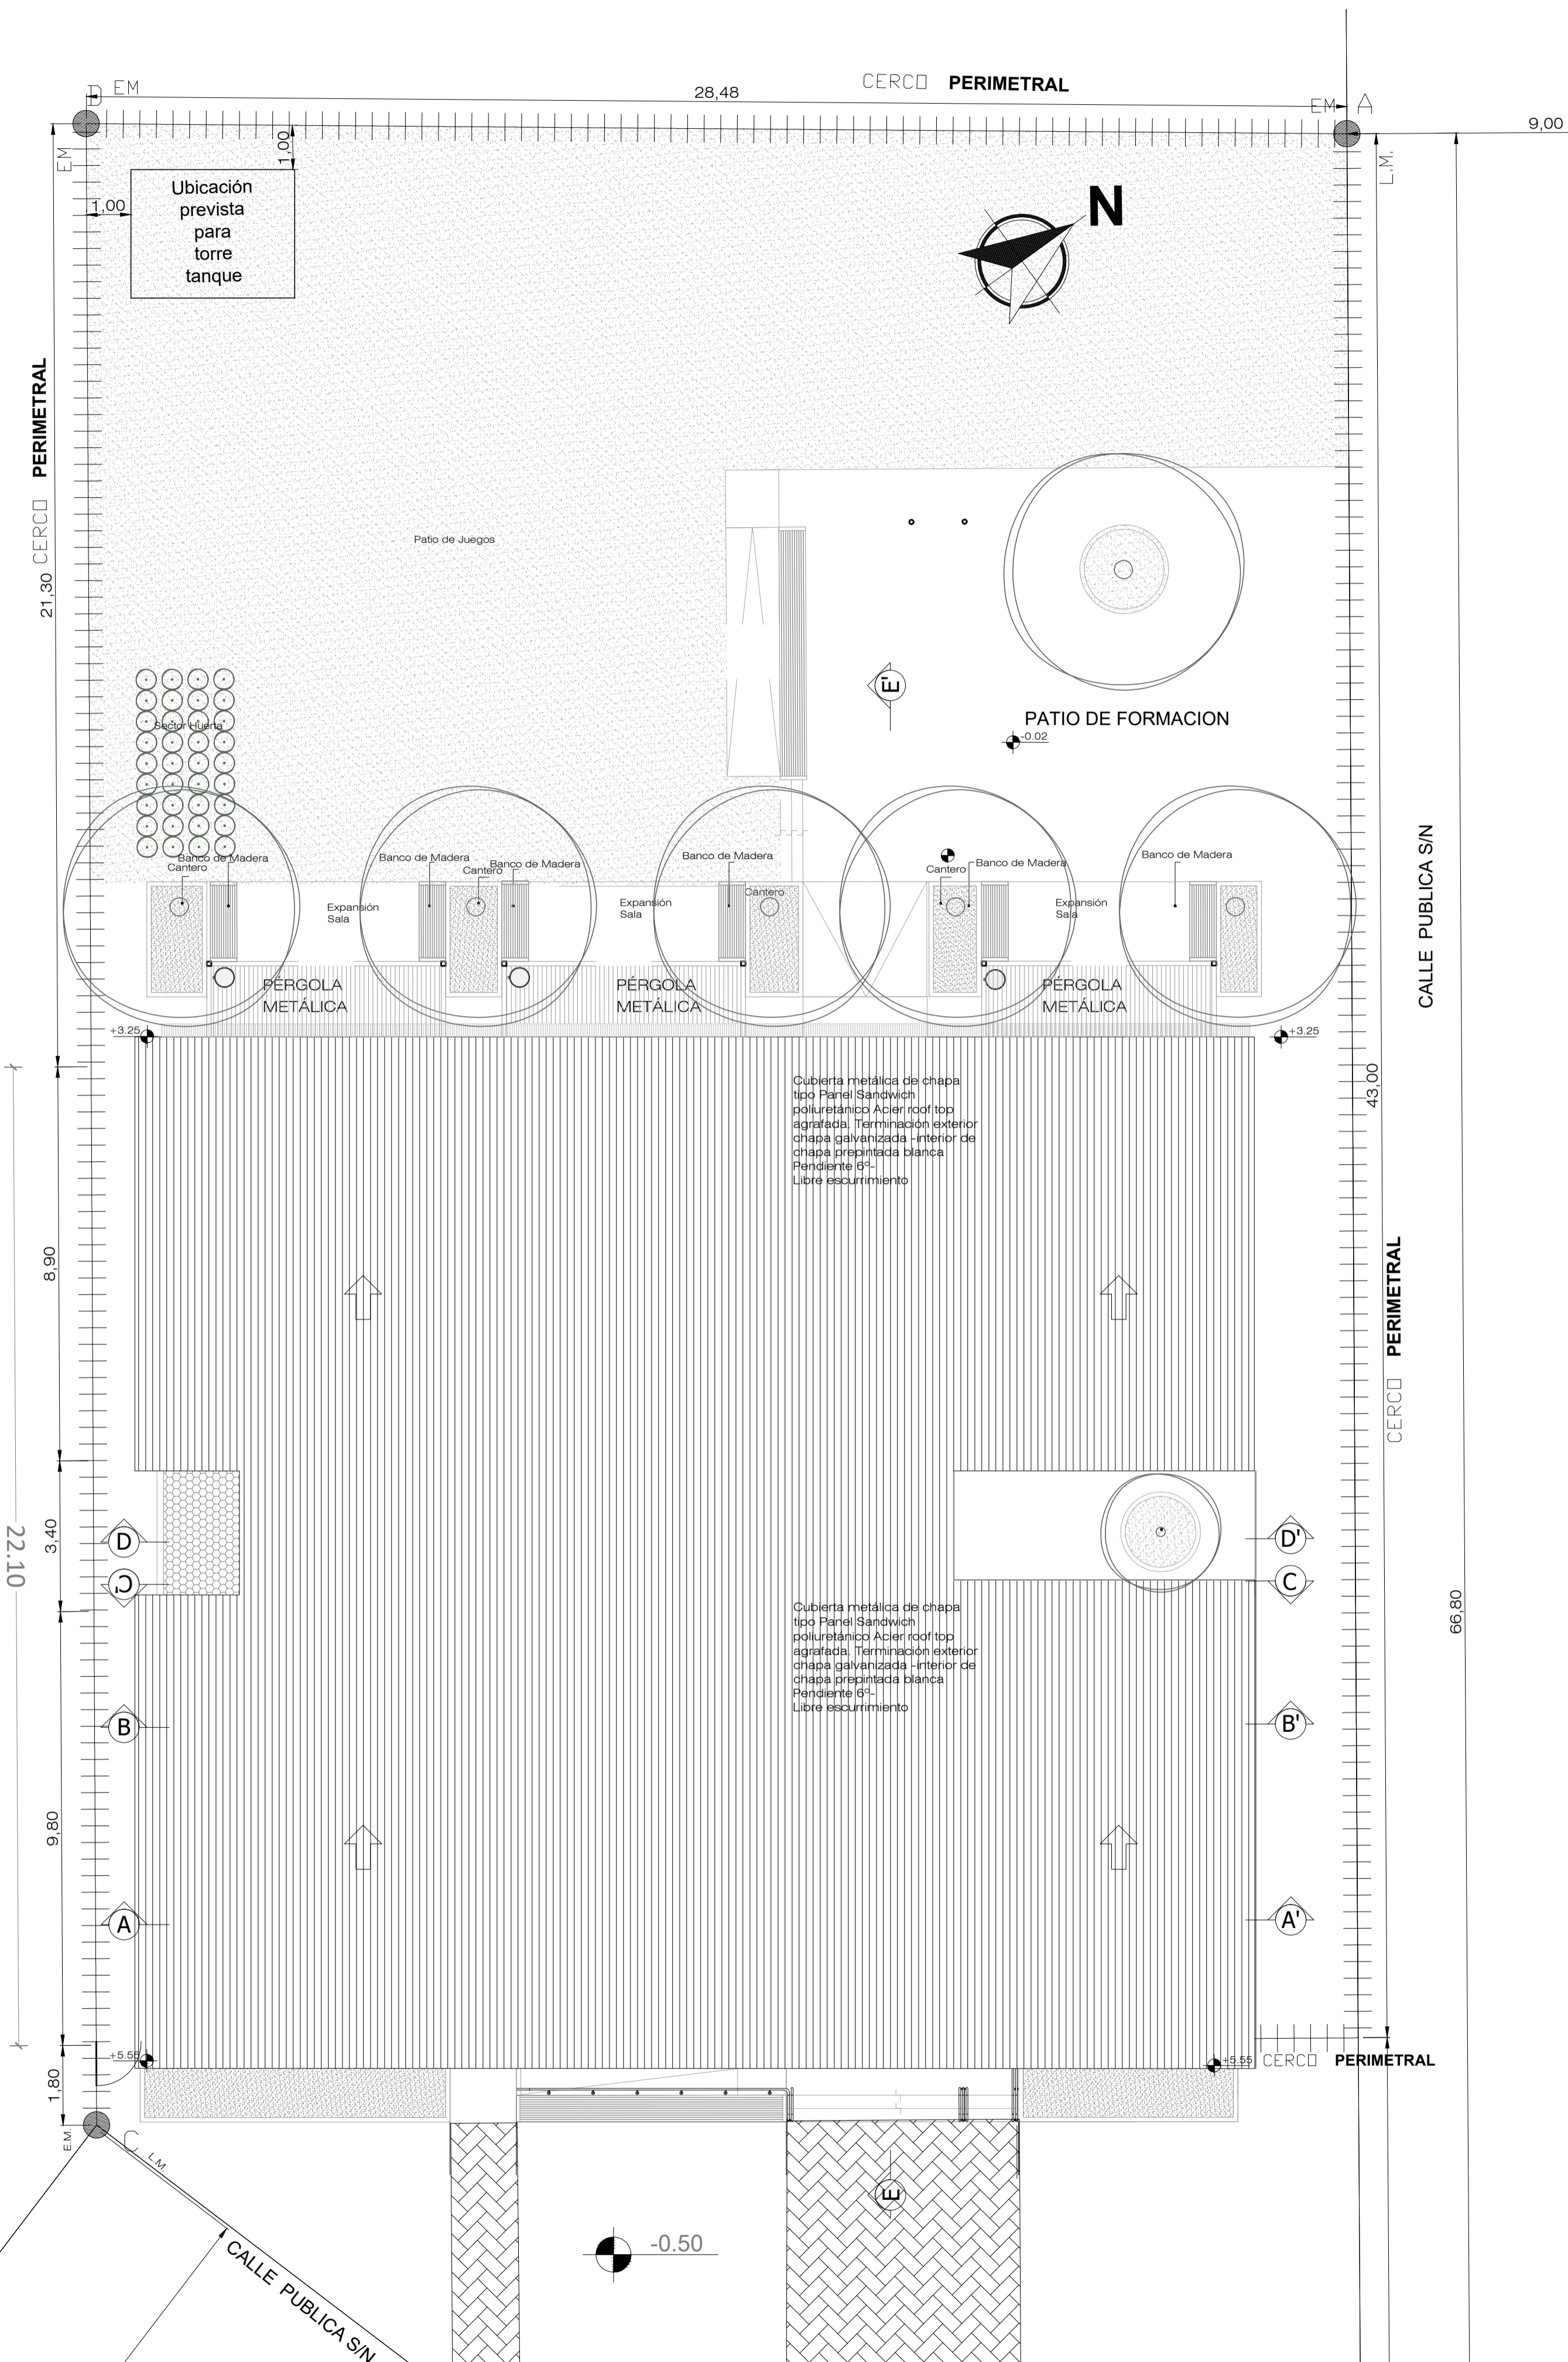 D EM
28,48
CERCO PERIMETRAL
EM A
9,00
EM
1,00
1,00
Ubicación
prevista
para
torre
tanque
N
L.M.
CERCO PERIMETRAL
21,30
Patio de Juegos
E'
PATIO DE FORMACION
-0.02
Sector Huerta
CALLE PUBLICA S/N
Banco de Madera
Cantero
Banco de Madera
Cantero
Banco de Madera
Banco de Madera
Cantero
Cantero
Banco de Madera
Banco de Madera
Expansión
Sala
Expansión
Sala
Expansión
Sala
PÉRGOLA
METÁLICA
PÉRGOLA
METÁLICA
PÉRGOLA
METÁLICA
+3.25
+3.25
43,00
Cubierta metálica de chapa
tipo Panel Sandwich
poliuretánico Acier roof top
agrafada. Terminación exterior
chapa galvanizada -interior de
chapa prepintada blanca
Pendiente 6º-
Libre escurrimiento
8,90
CERCO PERIMETRAL
22.10
3,40
D
D'
C'
C
66,80
Cubierta metálica de chapa
tipo Panel Sandwich
poliuretánico Acier roof top
agrafada. Terminación exterior
chapa galvanizada -interior de
chapa prepintada blanca
Pendiente 6º-
Libre escurrimiento
B
B'
9,80
A
A'
+5.55
+5.55
CERCO PERIMETRAL
1,80
E.M.
C
L.M.
E
-0.50
CALLE PUBLICA S/N